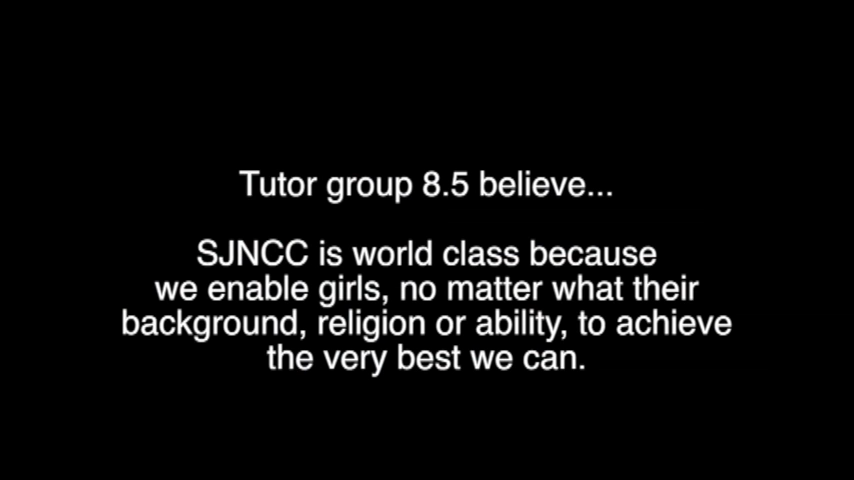 Tutor group 8.5 believe...
SJNCC is world class because
we enable girls, no matter what their
background, religion or ability, to achieve
the very best we can.